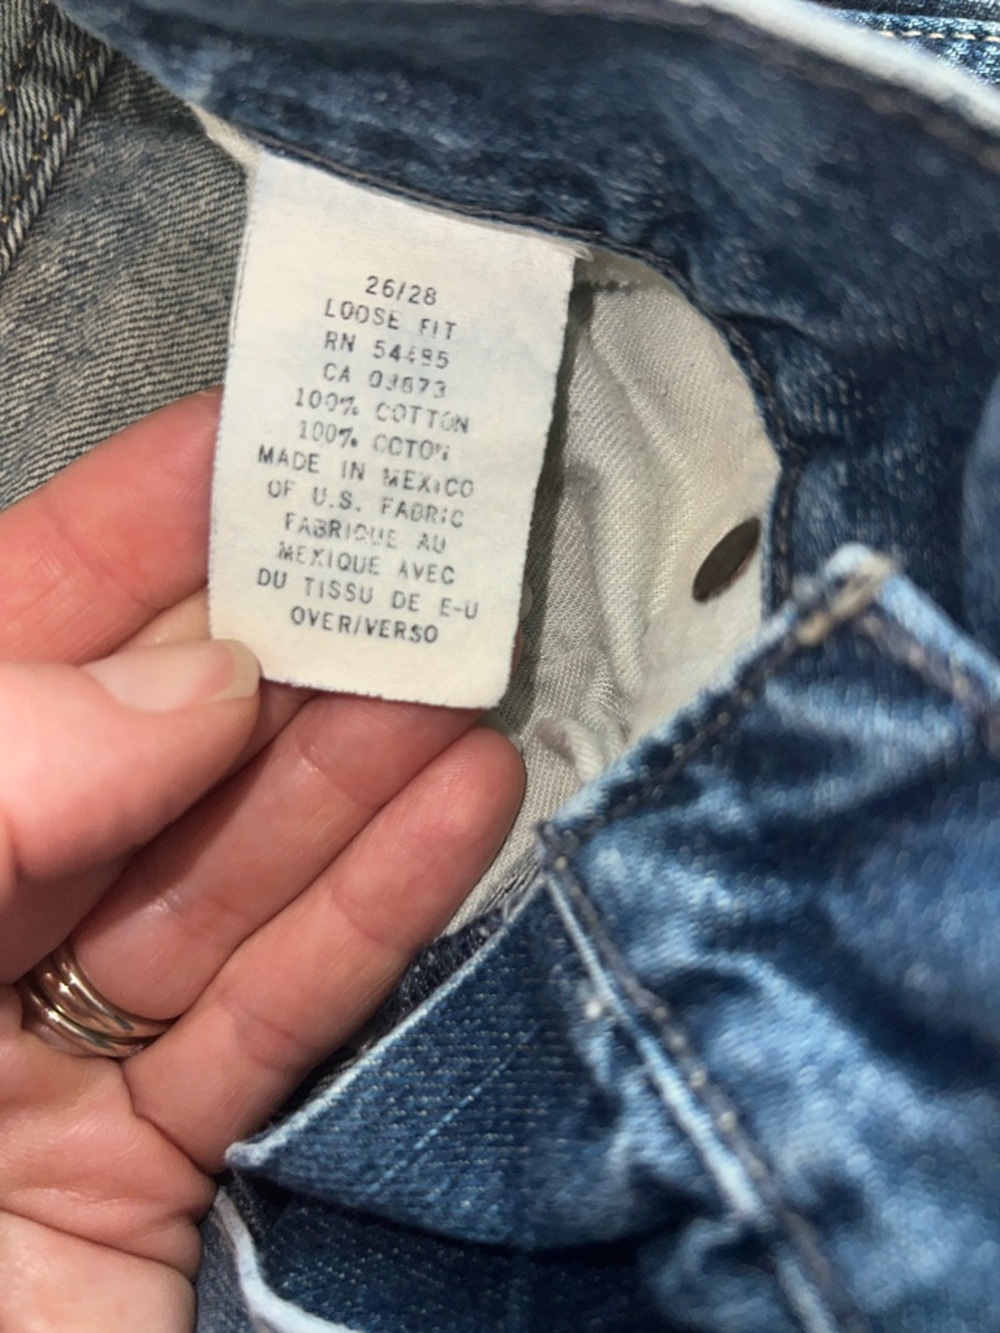 26/28
LOOSE FIT
RN 54485
CA 03673
100% COTTON
100% COTON
MADE IN MEXICO
OF U.S. FABRIC
FABRIQUE AU
MEXIQUE AVEC
DU TISSU DE E-U
OVER/VERSO